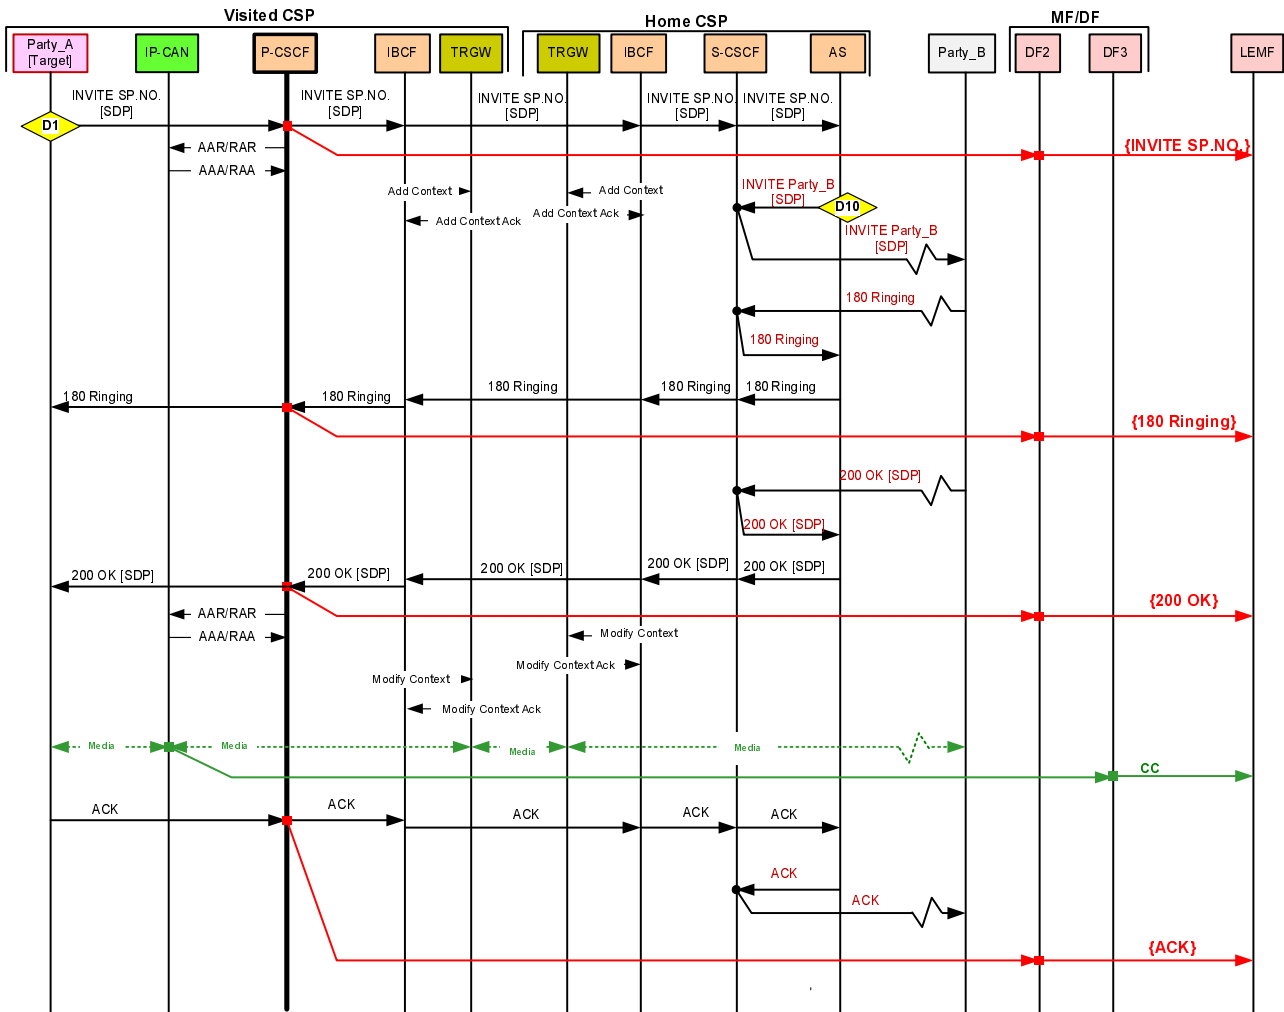 Visited CSP
Home CSP
MF/DF
Party_A
[Target]
IP-CAN
P-CSCF
IBCF
TRGW
TRGW
IBCF
S-CSCF
AS
Party_B
DF2
DF3
LEMF
INVITE SP.NO.
[SDP]
INVITE SP.NO.
[SDP]
INVITE SP.NO.
[SDP]
INVITE SP.NO.
[SDP]
INVITE SP.NO.
[SDP]
D1
{INVITE SP.NO.}
AAR/RAR
AAA/RAA
Add Context
Add Context
INVITE Party_B
[SDP]
D10
Add Context Ack
Add Context Ack
INVITE Party_B
[SDP]
180 Ringing
180 Ringing
180 Ringing
180 Ringing
180 Ringing
180 Ringing
180 Ringing
{180 Ringing}
200 OK [SDP]
200 OK [SDP]
200 OK [SDP]
200 OK [SDP]
200 OK [SDP]
200 OK [SDP]
200 OK [SDP]
{200 OK}
AAR/RAR
AAA/RAA
Modify Context
Modify Context Ack
Modify Context
Modify Context Ack
Media
Media
Media
Media
CC
ACK
ACK
ACK
ACK
ACK
ACK
ACK
{ACK}